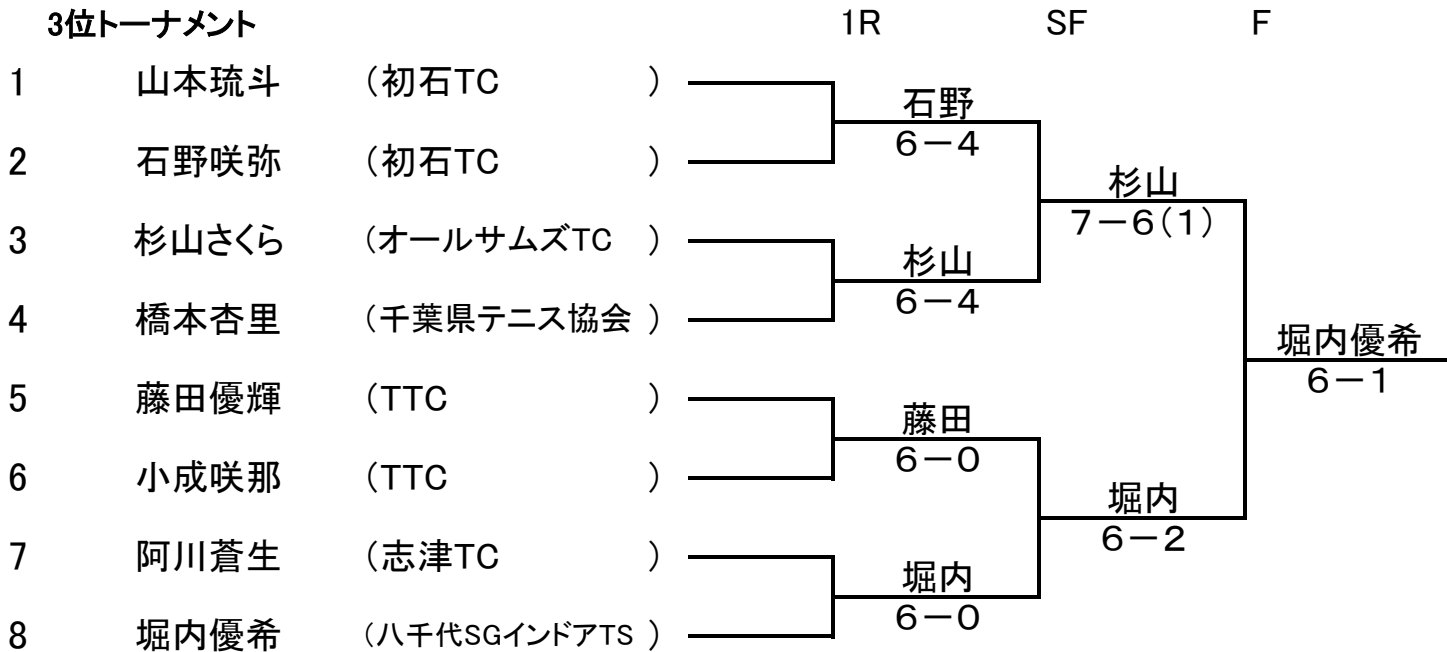 3位トーナメント 1R SF F
1 山本琉斗 （初石TC ）
石野
6－4
2 石野咲弥 （初石TC ）
杉山
7－6(1)
3 杉山さくら （オールサムズTC ）
杉山
6－4
4 橋本杏里 （千葉県テニス協会 ）
堀内優希
6－1
5 藤田優輝 （TTC ）
藤田
6－0
6 小成咲那 （TTC ）
堀内
6－2
7 阿川蒼生 （志津TC ）
堀内
6－0
8 堀内優希 （八千代SGインドアTS ）